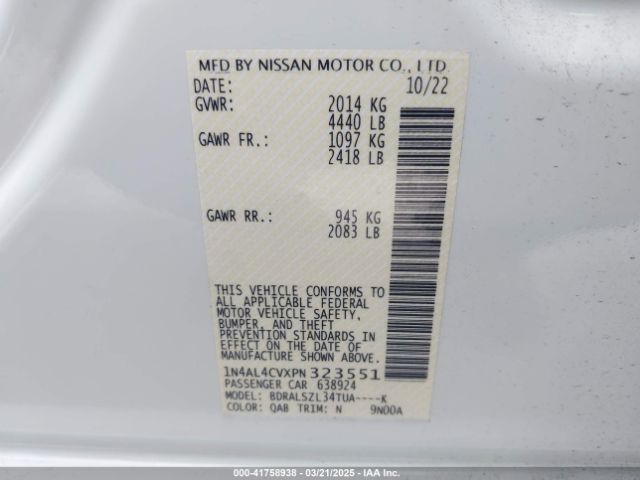 MFD BY NISSAN MOTOR CO., LTD.
DATE: 10/22
GVWR: 2014 KG
4440 LB
GAWR FR.: 1097 KG
2418 LB
GAWR RR.: 945 KG
2083 LB
THIS VEHICLE CONFORMS TO
ALL APPLICABLE FEDERAL
MOTOR VEHICLE SAFETY,
BUMPER, AND THEFT
PREVENTION STANDARDS IN
EFFECT ON THE DATE OF
MANUFACTURE SHOWN ABOVE.
1N4AL4CVXPN323551
PASSENGER CAR 638924
MODEL: BDRALSZL34TUA----K
COLOR: QAB TRIM: N 9N00A
000-41758938 - 03/21/2025 - IAA Inc.